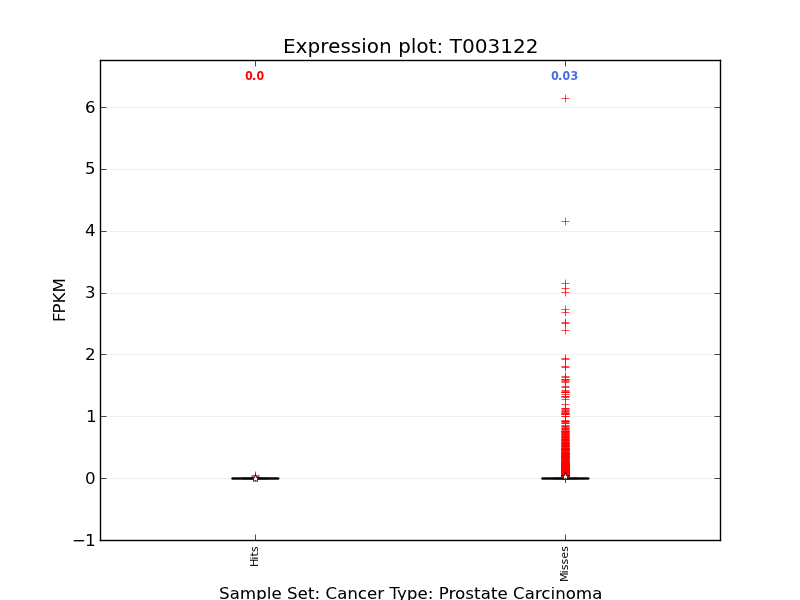 Expression plot: T003122
0.0
0.03
6
5
4
3
2
1
0
−1
FPKM
Hits
Misses
Sample Set: Cancer Type: Prostate Carcinoma